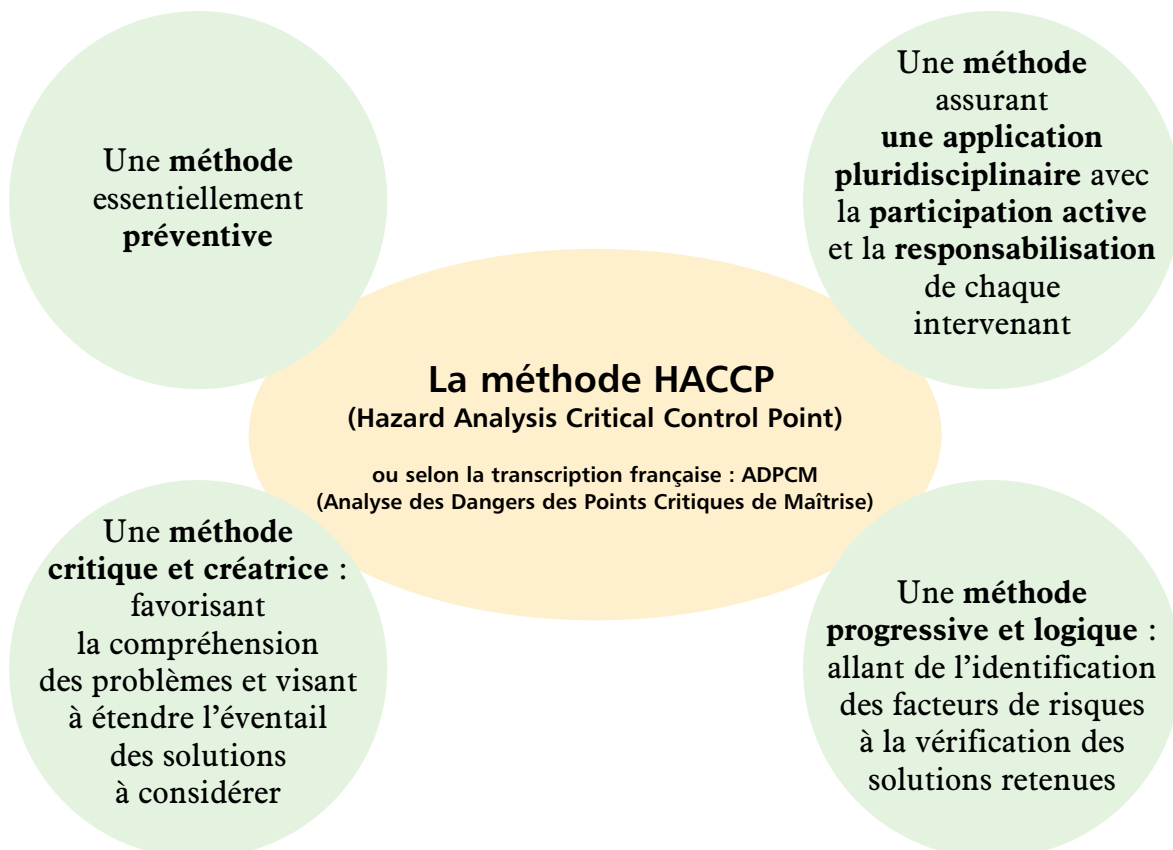 Une méthode
essentiellement
préventive
Une méthode
assurant
une application
pluridisciplinaire avec
la participation active
et la responsabilisation
de chaque
intervenant
La méthode HACCP
(Hazard Analysis Critical Control Point)
ou selon la transcription française : ADPCM
(Analyse des Dangers des Points Critiques de Maîtrise)
Une méthode
critique et créatrice :
favorisant
la compréhension
des problèmes et visant
à étendre l’éventail
des solutions
à considérer
Une méthode
progressive et logique :
allant de l’identification
des facteurs de risques
à la vérification des
solutions retenues